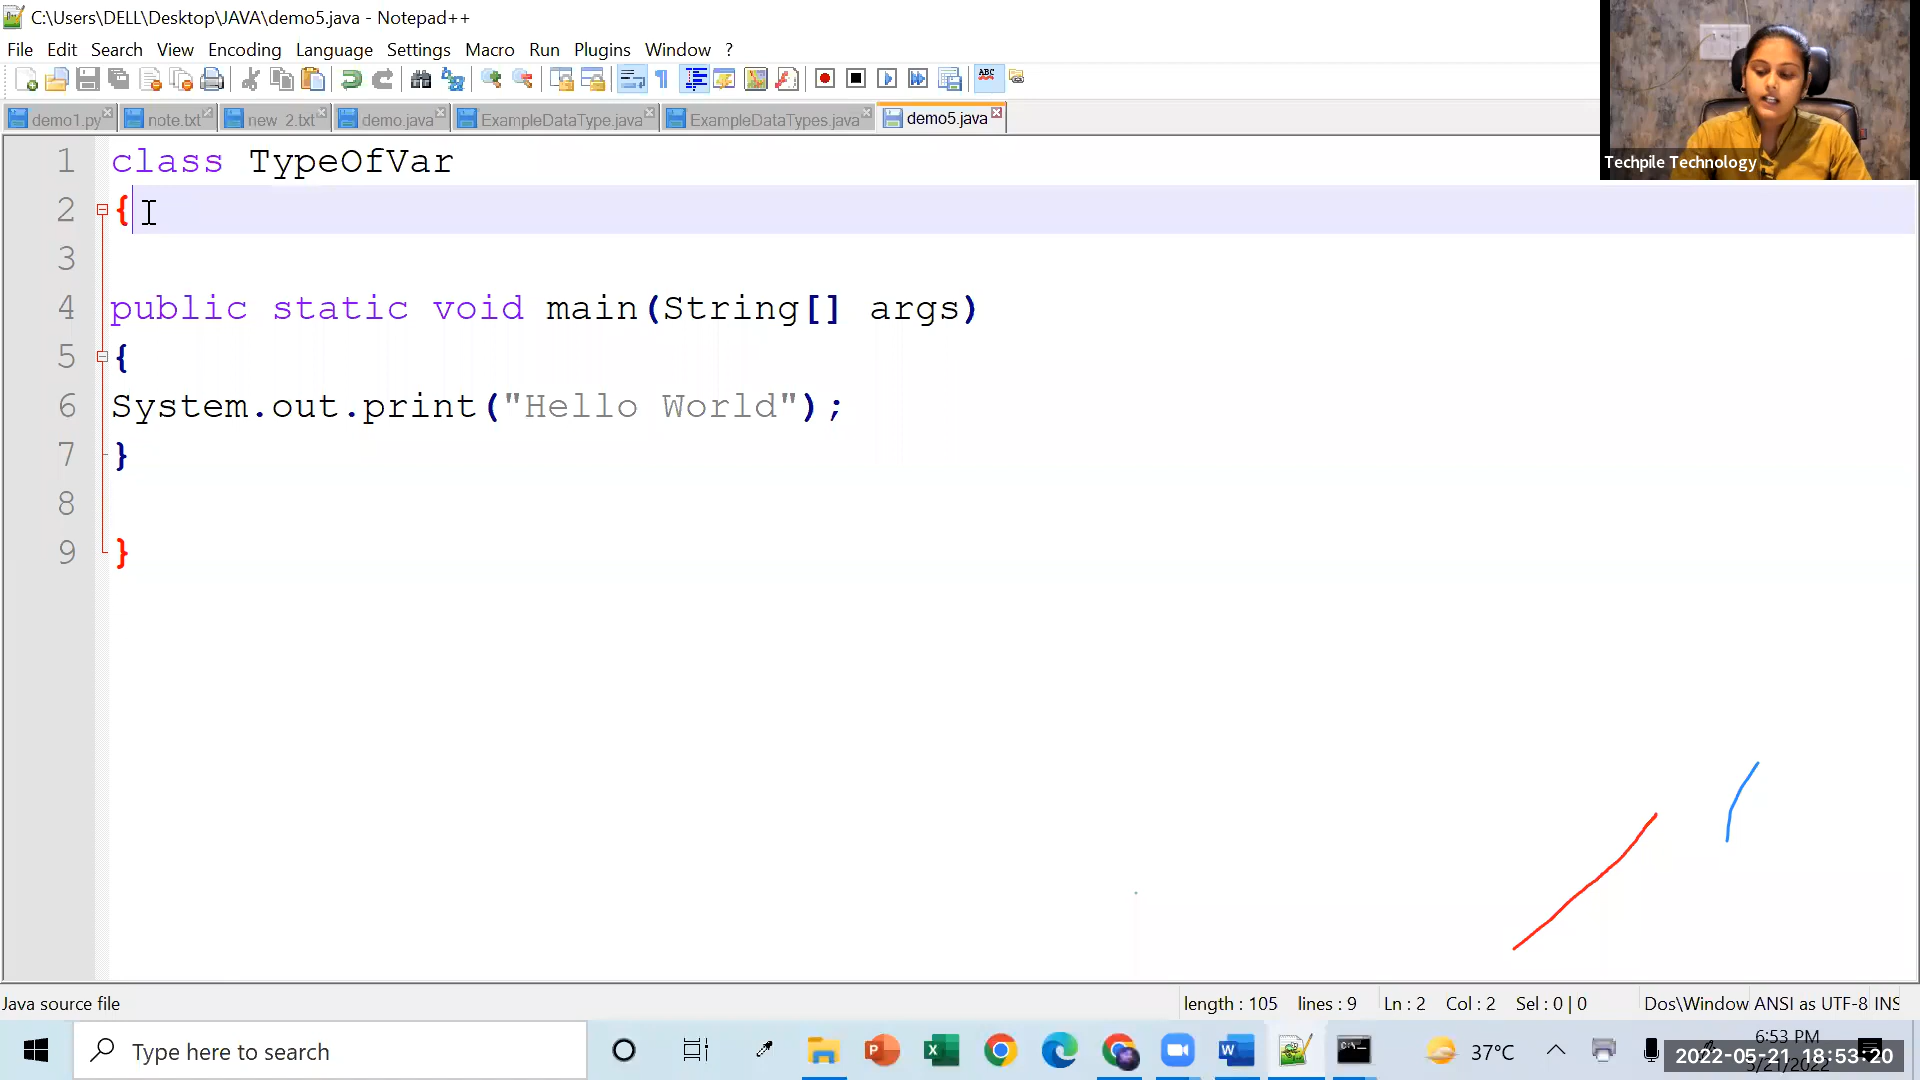 C:\Users\DELL\Desktop\JAVA\demo5.java - Notepad++
File Edit Search View Encoding Language Settings Macro Run Plugins Window ?
demo1.py note.txt new 2.txt demo.java ExampleDataType.java ExampleDataTypes.java demo5.java
Techpile Technology
1 class TypeOfVar
2 {
3
4 public static void main(String[] args)
5 {
6 System.out.print("Hello World");
7 }
8
9 }
Java source file length : 105 lines : 9 Ln : 2 Col : 2 Sel : 0 | 0 Dos\Window ANSI as UTF-8 INS
Type here to search 37°C 6:53 PM
2022-05-21 18:53:20